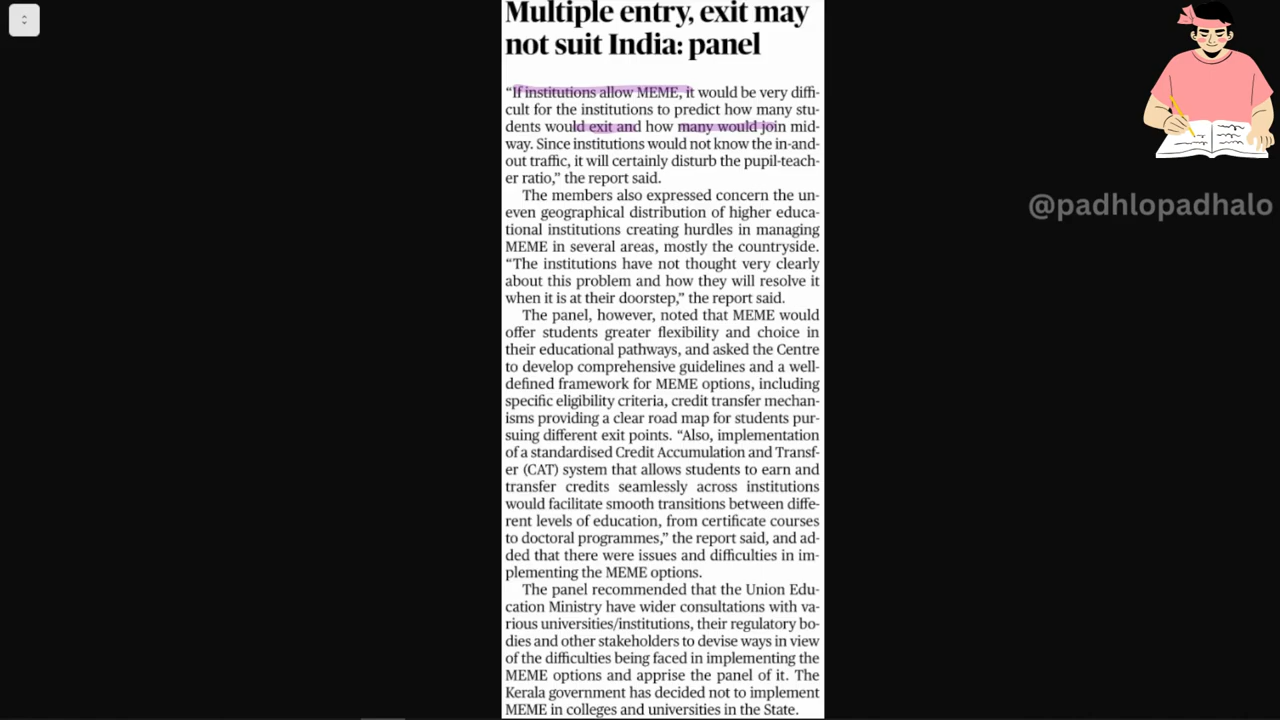 Multiple entry, exit may
not suit India: panel
“If institutions allow MEME, it would be very diffi-
cult for the institutions to predict how many stu-
dents would exit and how many would join mid-
way. Since institutions would not know the in-and-
out traffic, it will certainly disturb the pupil-teach-
er ratio,” the report said.
The members also expressed concern the un-
even geographical distribution of higher educa-
tional institutions creating hurdles in managing
MEME in several areas, mostly the countryside.
“The institutions have not thought very clearly
about this problem and how they will resolve it
when it is at their doorstep,” the report said.
The panel, however, noted that MEME would
offer students greater flexibility and choice in
their educational pathways, and asked the Centre
to develop comprehensive guidelines and a well-
defined framework for MEME options, including
specific eligibility criteria, credit transfer mechan-
isms providing a clear road map for students pur-
suing different exit points. “Also, implementation
of a standardised Credit Accumulation and Transf-
er (CAT) system that allows students to earn and
transfer credits seamlessly across institutions
would facilitate smooth transitions between diffe-
rent levels of education, from certificate courses
to doctoral programmes,” the report said, and ad-
ded that there were issues and difficulties in im-
plementing the MEME options.
The panel recommended that the Union Edu-
cation Ministry have wider consultations with va-
rious universities/institutions, their regulatory bo-
dies and other stakeholders to devise ways in view
of the difficulties being faced in implementing the
MEME options and apprise the panel of it. The
Kerala government has decided not to implement
MEME in colleges and universities in the State.
@padhlopadhalo